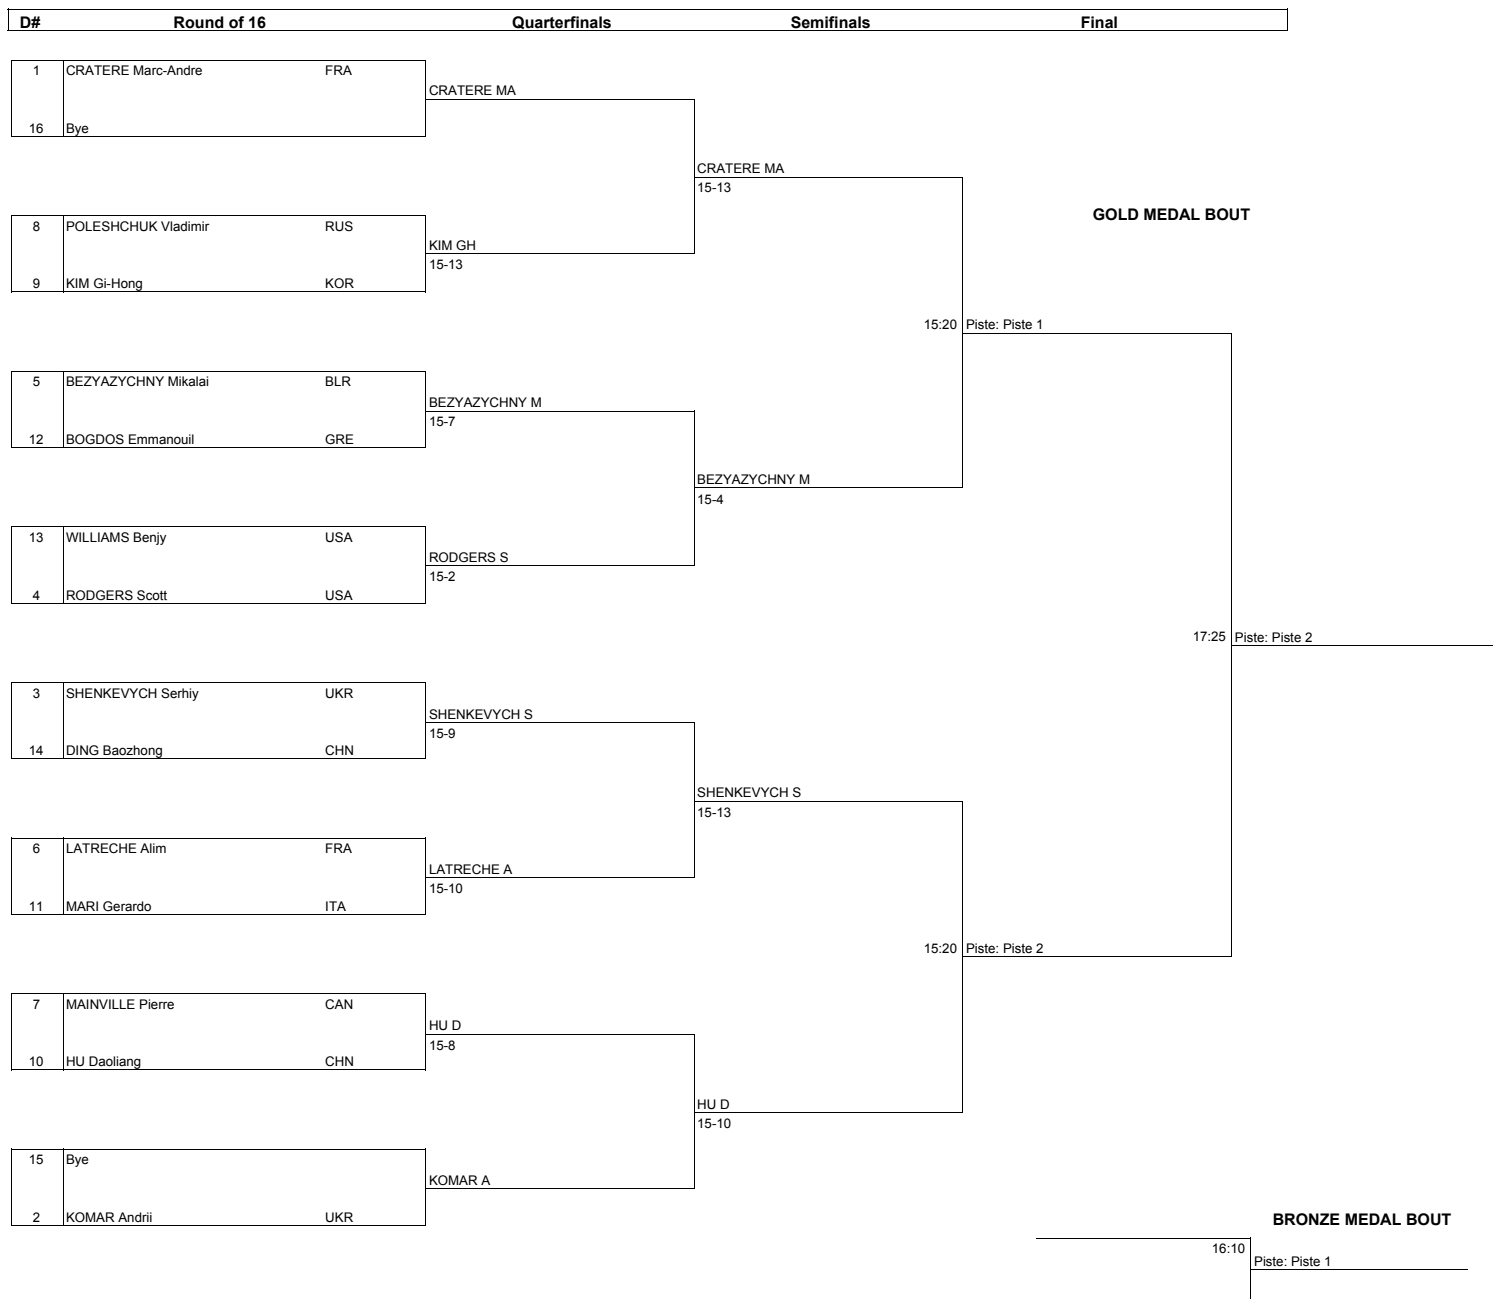 D# Round of 16 Quarterfinals Semifinals Final
1 CRATERE Marc-Andre FRA
CRATERE MA
16 Bye
CRATERE MA
15-13
GOLD MEDAL BOUT
8 POLESHCHUK Vladimir RUS
KIM GH
15-13
9 KIM Gi-Hong KOR
15:20 Piste: Piste 1
5 BEZYAZYCHNY Mikalai BLR
BEZYAZYCHNY M
15-7
12 BOGDOS Emmanouil GRE
BEZYAZYCHNY M
15-4
13 WILLIAMS Benjy USA
RODGERS S
15-2
4 RODGERS Scott USA
17:25 Piste: Piste 2
3 SHENKEVYCH Serhiy UKR
SHENKEVYCH S
15-9
14 DING Baozhong CHN
SHENKEVYCH S
15-13
6 LATRECHE Alim FRA
LATRECHE A
15-10
11 MARI Gerardo ITA
15:20 Piste: Piste 2
7 MAINVILLE Pierre CAN
HU D
15-8
10 HU Daoliang CHN
HU D
15-10
15 Bye
KOMAR A
2 KOMAR Andrii UKR
BRONZE MEDAL BOUT
16:10
Piste: Piste 1